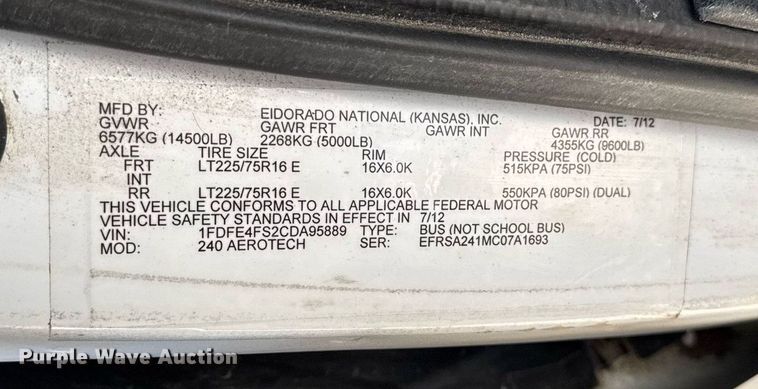 MFD BY: EIDORADO NATIONAL (KANSAS), INC. DATE: 7/12
GVWR GAWR FRT GAWR INT GAWR RR
6577KG (14500LB) 2268KG (5000LB) 4355KG (9600LB)
AXLE TIRE SIZE RIM PRESSURE (COLD)
FRT LT225/75R16 E 16X6.0K 515KPA (75PSI)
INT
RR LT225/75R16 E 16X6.0K 550KPA (80PSI) (DUAL)
THIS VEHICLE CONFORMS TO ALL APPLICABLE FEDERAL MOTOR
VEHICLE SAFETY STANDARDS IN EFFECT IN 7/12
VIN: 1FDFE4FS2CDA95889 TYPE: BUS (NOT SCHOOL BUS)
MOD: 240 AEROTECH SER: EFRSA241MC07A1693
Purple Wave Auction